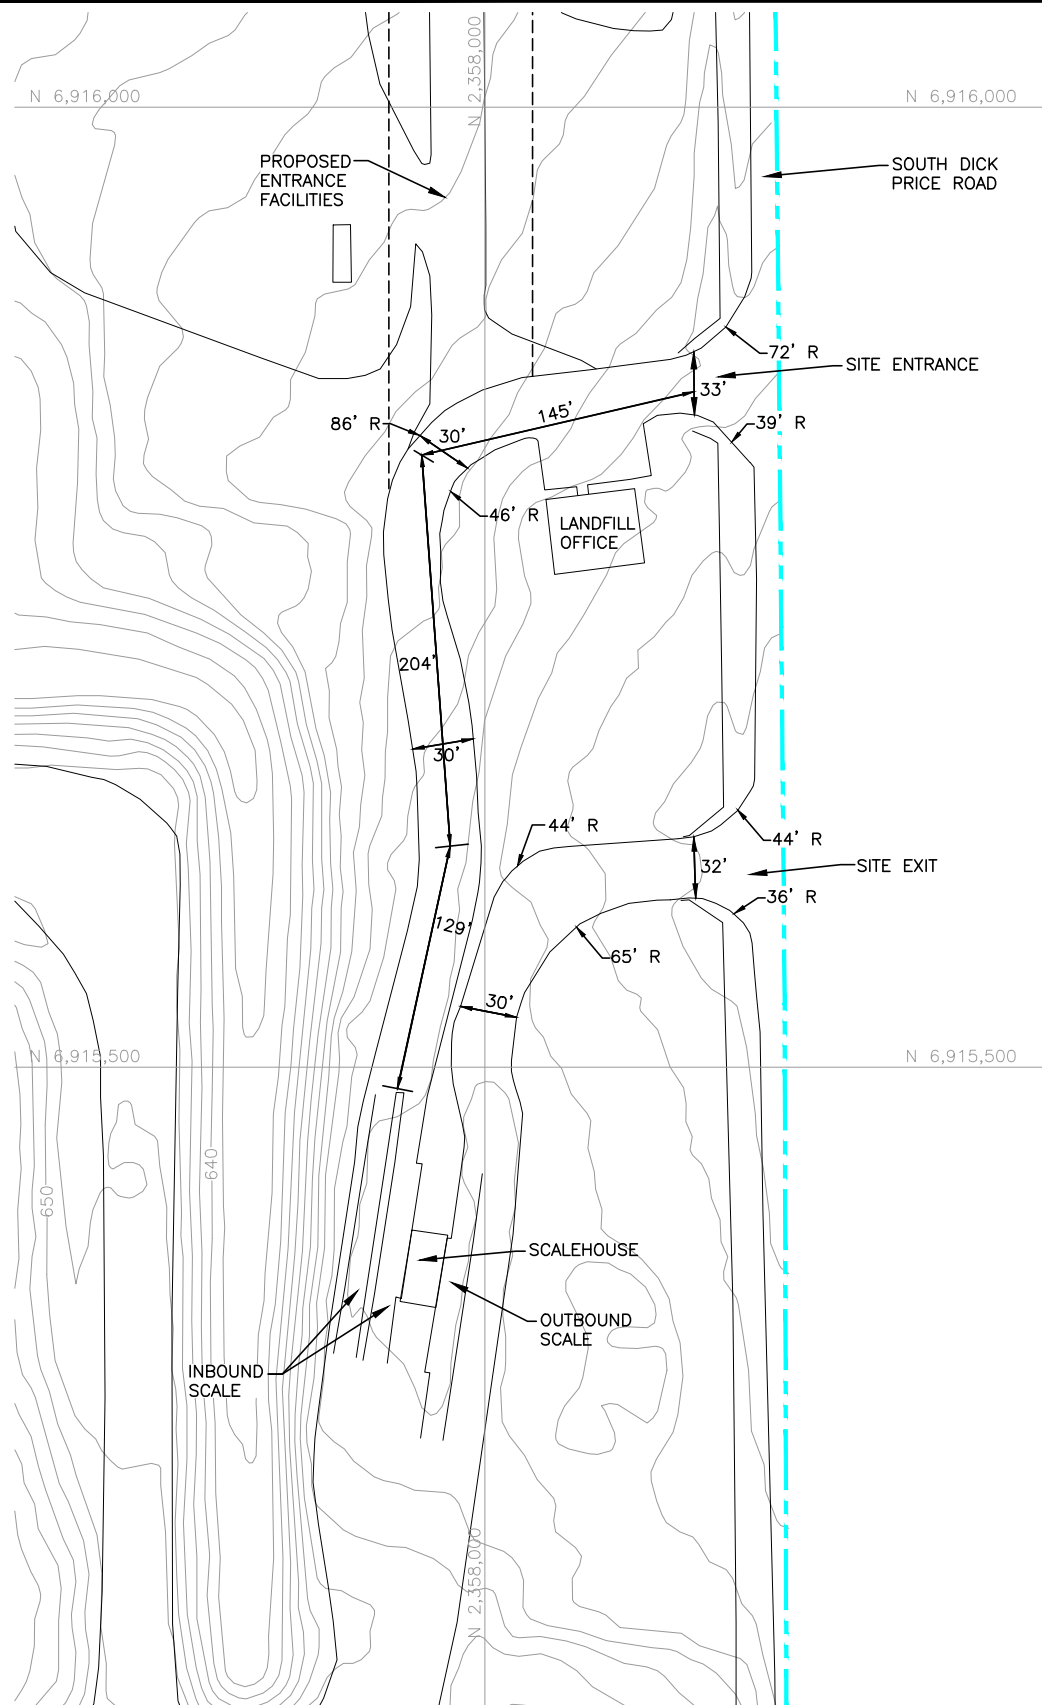 N 2,358,000
N 6,916,000
N 6,916,000
PROPOSED
ENTRANCE
FACILITIES
SOUTH DICK
PRICE ROAD
72' R
SITE ENTRANCE
33'
145'
86' R
30'
39' R
46' R
LANDFILL
OFFICE
204'
30'
44' R
44' R
32'
SITE EXIT
36' R
129'
65' R
30'
N 6,915,500
N 6,915,500
640
650
SCALEHOUSE
OUTBOUND
SCALE
INBOUND
SCALE
N 2,358,000